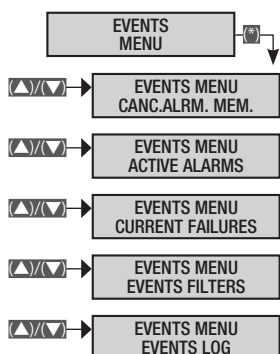 EVENTS
MENU
(*)
(▲)/(▼)
EVENTS MENU
CANC.ALRM. MEM.
(▲)/(▼)
EVENTS MENU
ACTIVE ALARMS
(▲)/(▼)
EVENTS MENU
CURRENT FAILURES
(▲)/(▼)
EVENTS MENU
EVENTS FILTERS
(▲)/(▼)
EVENTS MENU
EVENTS LOG